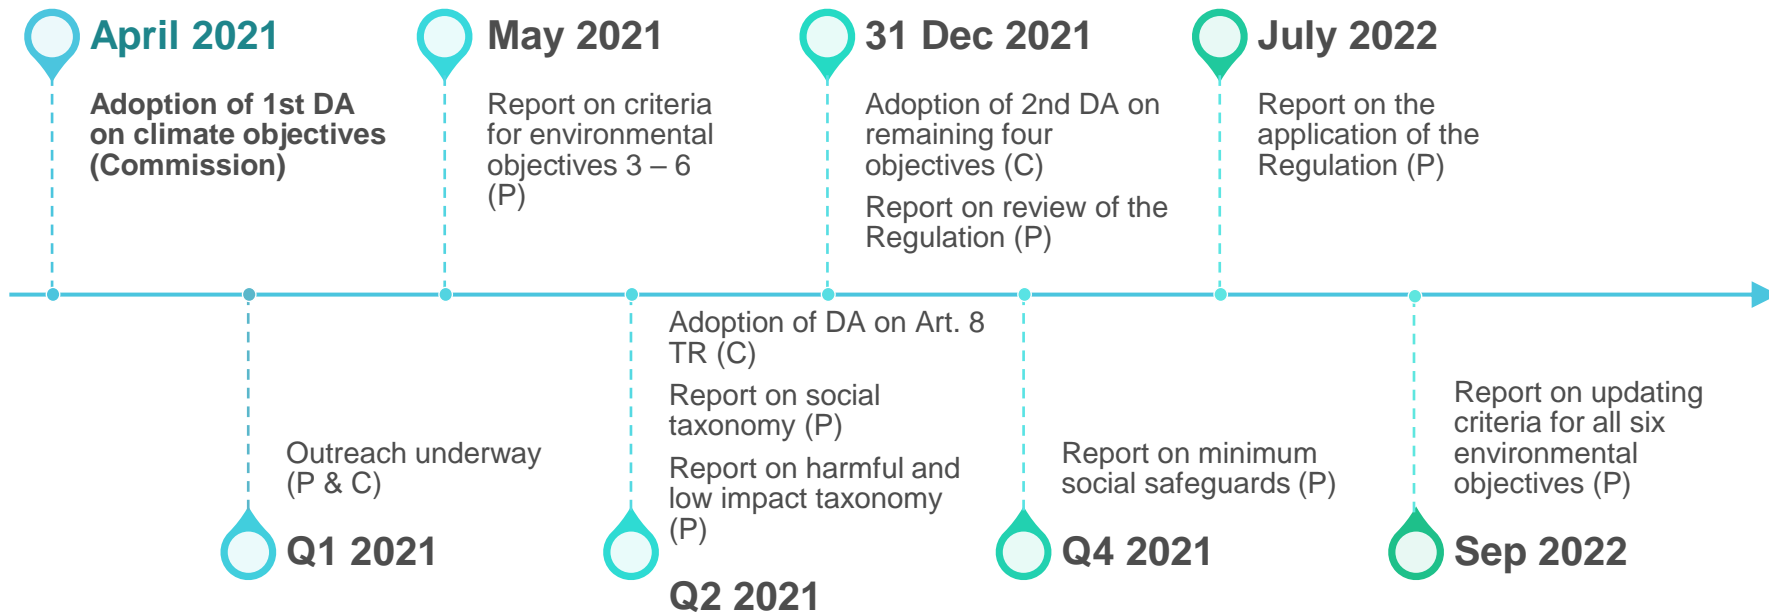 April 2021
Adoption of 1st DA
on climate objectives
(Commission)
May 2021
Report on criteria
for environmental
objectives 3 – 6
(P)
31 Dec 2021
Adoption of 2nd DA on
remaining four
objectives (C)
Report on review of the
Regulation (P)
July 2022
Report on the
application of the
Regulation (P)
Outreach underway
(P & C)
Q1 2021
Adoption of DA on Art. 8
TR (C)
Report on social
taxonomy (P)
Report on harmful and
low impact taxonomy
(P)
Q2 2021
Report on minimum
social safeguards (P)
Q4 2021
Report on updating
criteria for all six
environmental
objectives (P)
Sep 2022